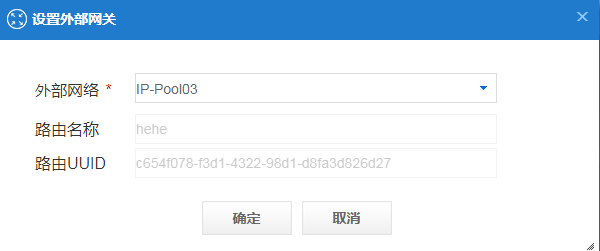 设置外部网关
外部网络 * IP-Pool03
路由名称 hehe
路由UUID c654f078-f3d1-4322-98d1-d8fa3d826d27
确定 取消